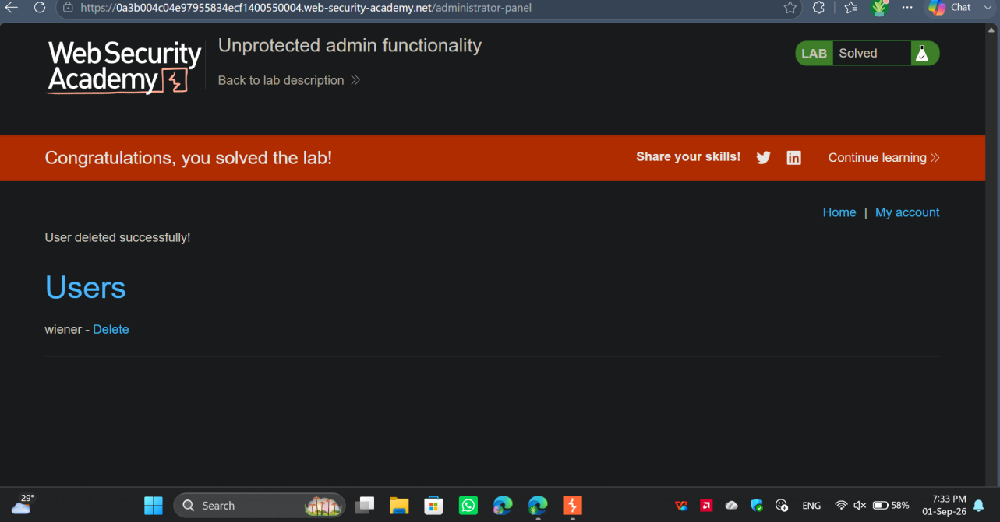 https://0a3b004c04e97955834ecf1400550004.web-security-academy.net/administrator-panel
Chat
Web Security
Academy
Unprotected admin functionality
Back to lab description
LAB Solved
Congratulations, you solved the lab!
Share your skills!
Continue learning
Home | My account
User deleted successfully!
Users
wiener - Delete
29°
Search
ENG
58%
7:33 PM
01-Sep-26